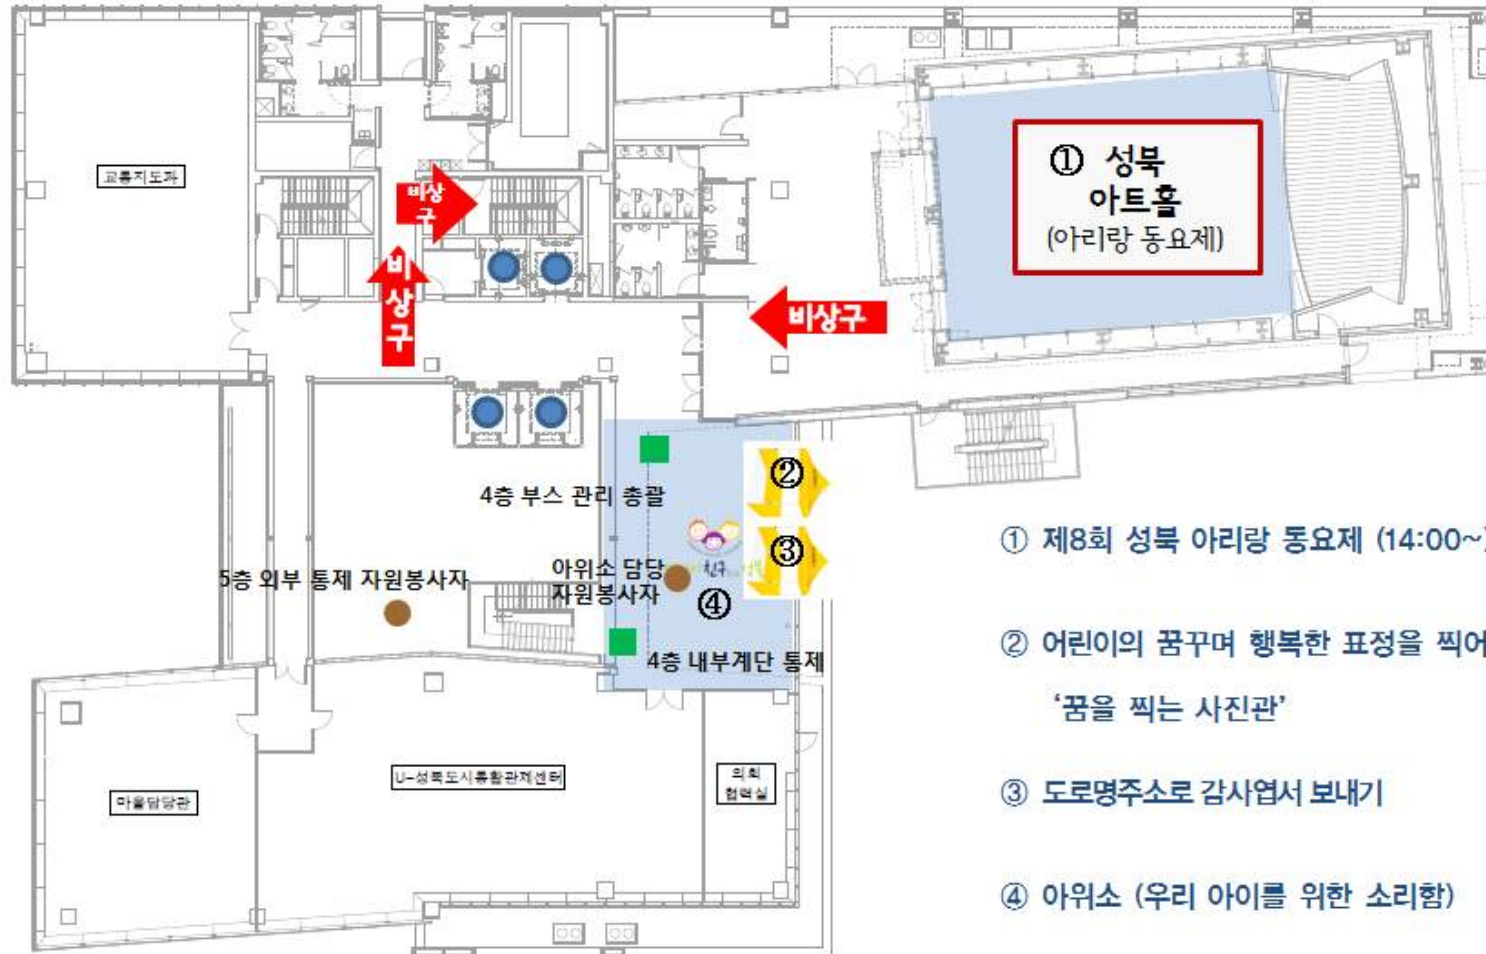 교통지도과
비상
구
비
상
구
비상구
① 성북
아트홀
(아리랑 동요제)
4층 부스 관리 총괄
②
③
친구
5층 외부 통제 자원봉사자
아위소 담당
자원봉사자
④
4층 내부계단 통제
마을담당관
U-성북도시통합관제센터
의회
협력실
① 제8회 성북 아리랑 동요제 (14:00~)
② 어린이의 꿈꾸며 행복한 표정을 찍어
‘꿈을 찍는 사진관’
③ 도로명주소로 감사엽서 보내기
④ 아위소 (우리 아이를 위한 소리함)